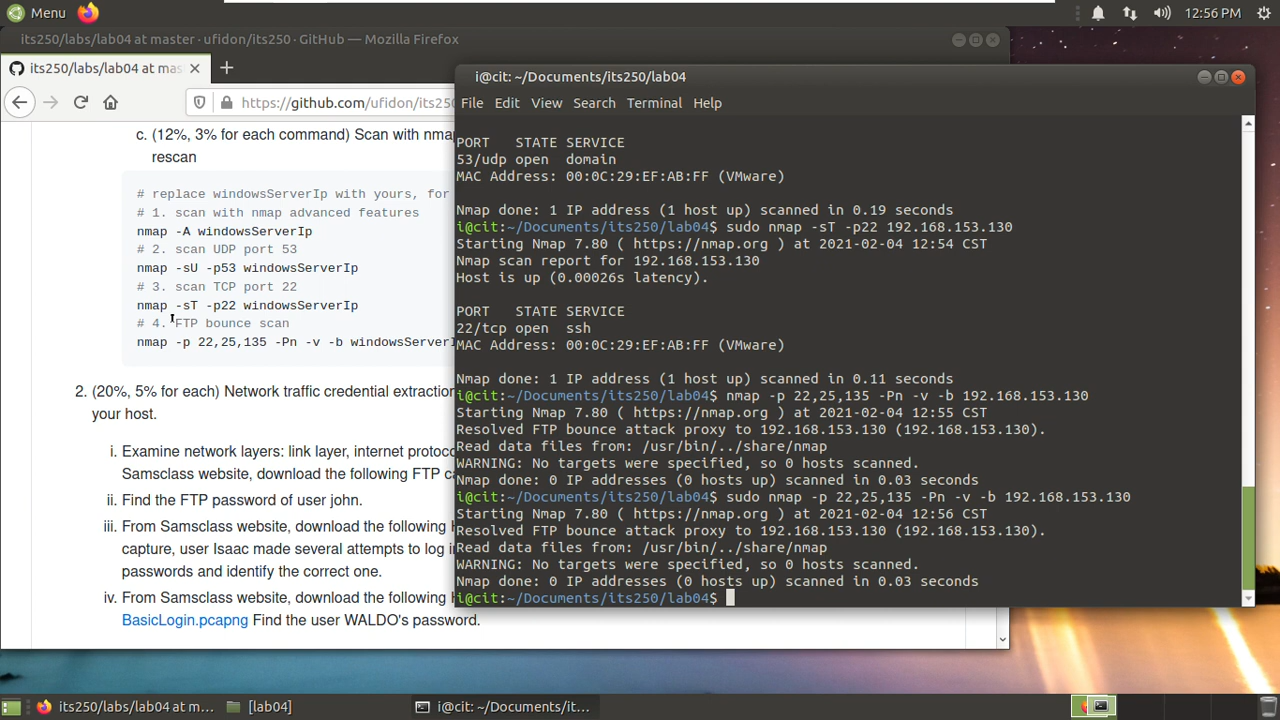 Menu
12:56 PM
its250/labs/lab04 at master · ufidon/its250 · GitHub — Mozilla Firefox
its250/labs/lab04 at mas
https://github.com/ufidon/its250
c. (12%, 3% for each command) Scan with nmap
rescan
# replace windowsServerIp with yours, for
# 1. scan with nmap advanced features
nmap -A windowsServerIp
# 2. scan UDP port 53
nmap -sU -p53 windowsServerIp
# 3. scan TCP port 22
nmap -sT -p22 windowsServerIp
# 4. FTP bounce scan
nmap -p 22,25,135 -Pn -v -b windowsServerI
2. (20%, 5% for each) Network traffic credential extraction
your host.
i. Examine network layers: link layer, internet protoco
Samsclass website, download the following FTP ca
ii. Find the FTP password of user john.
iii. From Samsclass website, download the following
capture, user Isaac made several attempts to log i
passwords and identify the correct one.
iv. From Samsclass website, download the following
BasicLogin.pcapng Find the user WALDO's password.
i@cit: ~/Documents/its250/lab04
File Edit View Search Terminal Help
PORT STATE SERVICE
53/udp open domain
MAC Address: 00:0C:29:EF:AB:FF (VMware)
Nmap done: 1 IP address (1 host up) scanned in 0.19 seconds
i@cit:~/Documents/its250/lab04$ sudo nmap -sT -p22 192.168.153.130
Starting Nmap 7.80 ( https://nmap.org ) at 2021-02-04 12:54 CST
Nmap scan report for 192.168.153.130
Host is up (0.00026s latency).
PORT STATE SERVICE
22/tcp open ssh
MAC Address: 00:0C:29:EF:AB:FF (VMware)
Nmap done: 1 IP address (1 host up) scanned in 0.11 seconds
i@cit:~/Documents/its250/lab04$ nmap -p 22,25,135 -Pn -v -b 192.168.153.130
Starting Nmap 7.80 ( https://nmap.org ) at 2021-02-04 12:55 CST
Resolved FTP bounce attack proxy to 192.168.153.130 (192.168.153.130).
Read data files from: /usr/bin/../share/nmap
WARNING: No targets were specified, so 0 hosts scanned.
Nmap done: 0 IP addresses (0 hosts up) scanned in 0.03 seconds
i@cit:~/Documents/its250/lab04$ sudo nmap -p 22,25,135 -Pn -v -b 192.168.153.130
Starting Nmap 7.80 ( https://nmap.org ) at 2021-02-04 12:56 CST
Resolved FTP bounce attack proxy to 192.168.153.130 (192.168.153.130).
Read data files from: /usr/bin/../share/nmap
WARNING: No targets were specified, so 0 hosts scanned.
Nmap done: 0 IP addresses (0 hosts up) scanned in 0.03 seconds
i@cit:~/Documents/its250/lab04$
its250/labs/lab04 at m...
[lab04]
i@cit: ~/Documents/it...